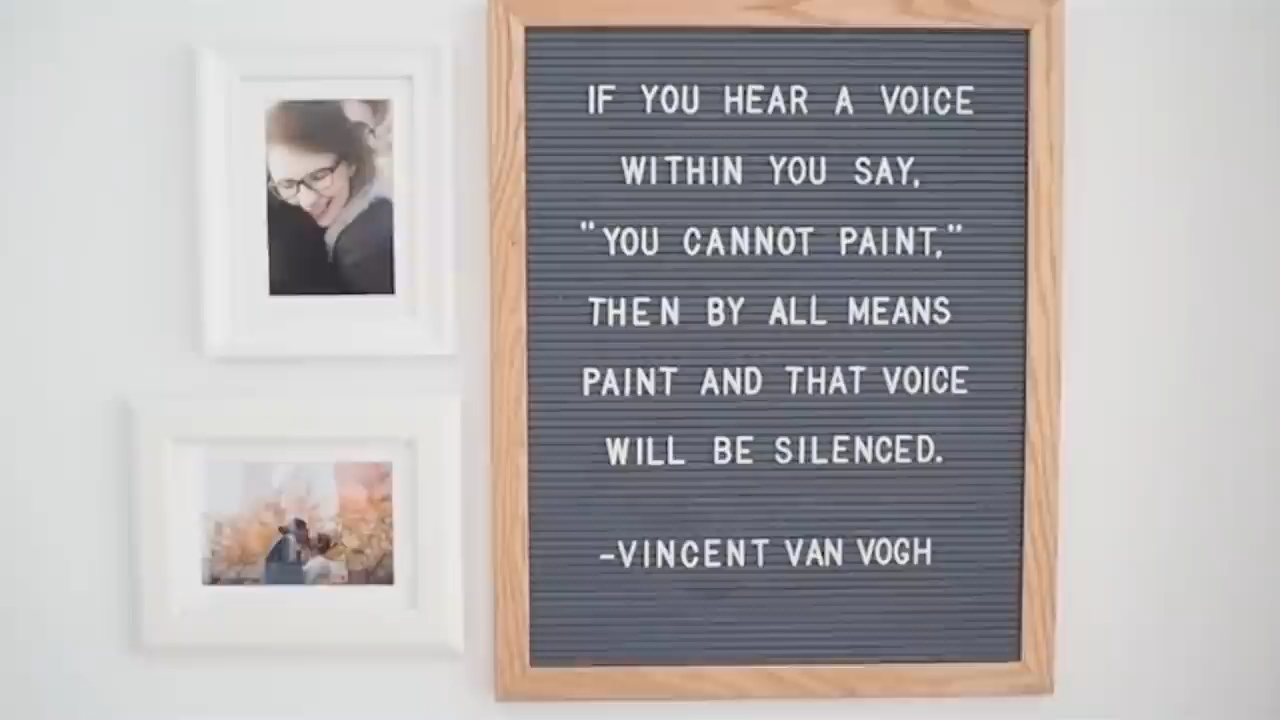 IF YOU HEAR A VOICE
WITHIN YOU SAY,
"YOU CANNOT PAINT,"
THEN BY ALL MEANS
PAINT AND THAT VOICE
WILL BE SILENCED.
-VINCENT VAN VOGH